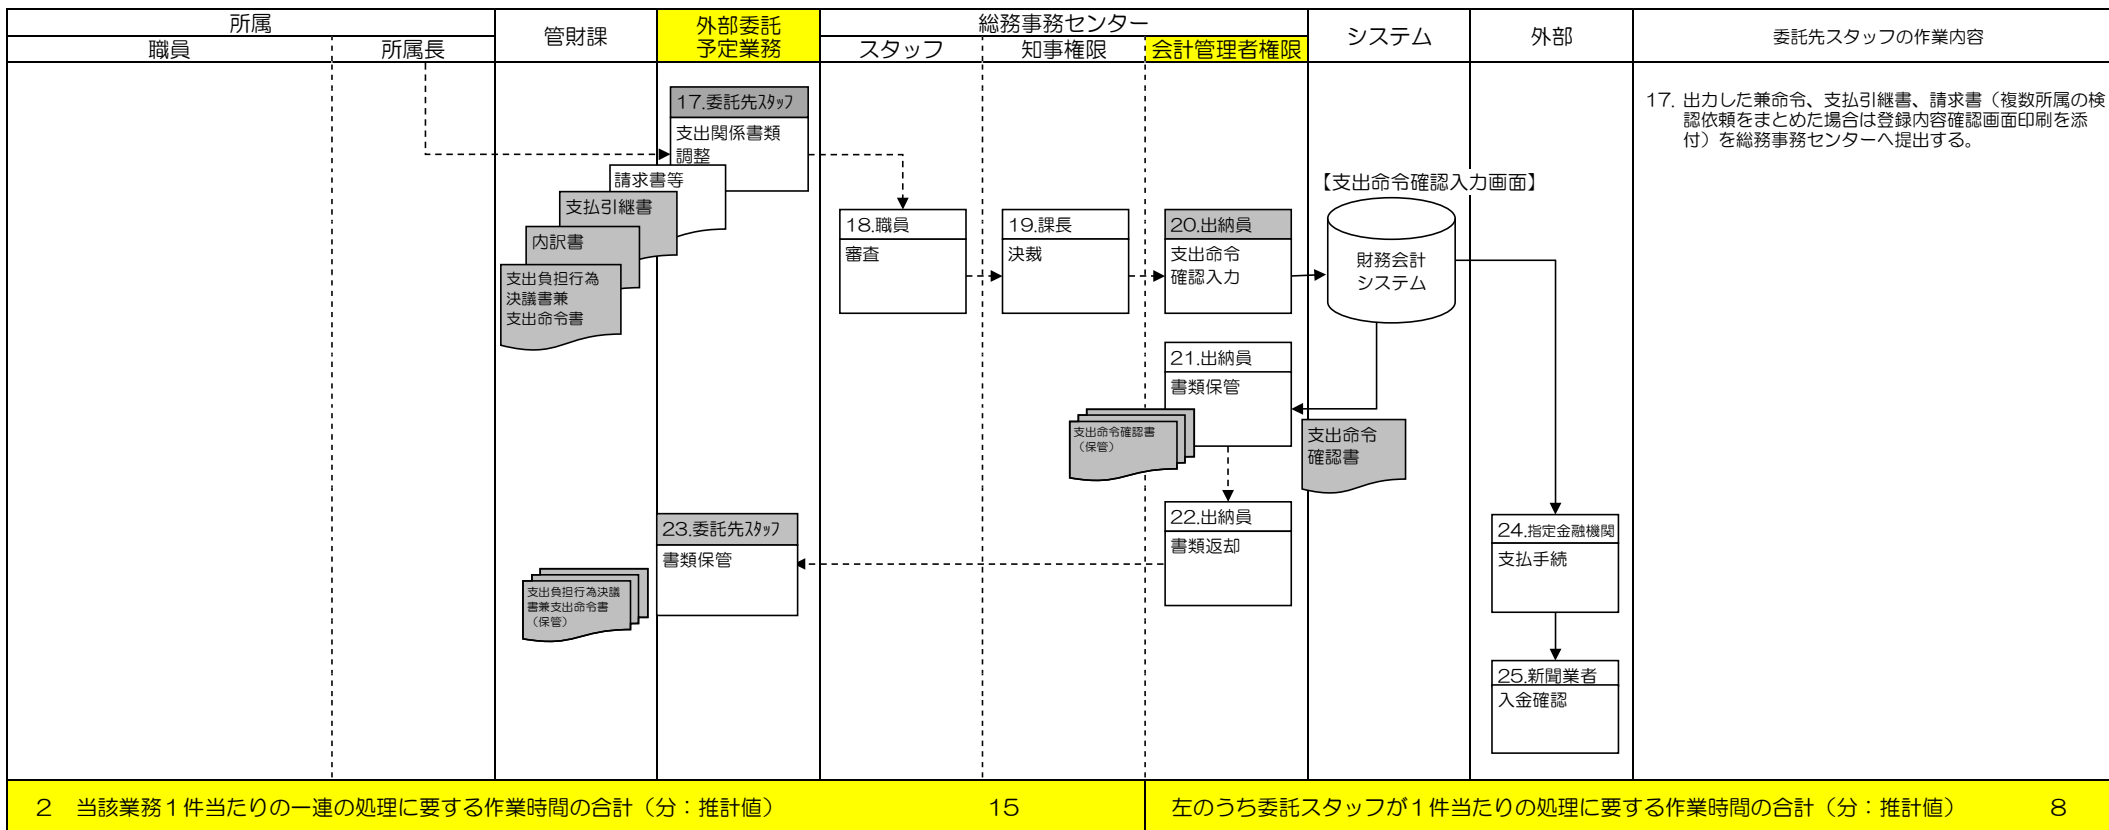 所属
職員
所属長
管財課
外部委託
予定業務
総務事務センター
スタッフ
知事権限
会計管理者権限
システム
外部
委託先スタッフの作業内容
17.委託先ｽﾀｯﾌ
支出関係書類
調整
請求書等
支払引継書
内訳書
支出負担行為
決議書兼
支出命令書
18.職員
審査
19.課長
決裁
20.出納員
支出命令
確認入力
【支出命令確認入力画面】
財務会計
システム
21.出納員
書類保管
支出命令確認書
（保管）
支出命令
確認書
22.出納員
書類返却
23.委託先ｽﾀｯﾌ
書類保管
支出負担行為決議
書兼支出命令書
（保管）
24.指定金融機関
支払手続
25.新聞業者
入金確認
17. 出力した兼命令、支払引継書、請求書（複数所属の検
認依頼をまとめた場合は登録内容確認画面印刷を添
付）を総務事務センターへ提出する。
２　当該業務１件当たりの一連の処理に要する作業時間の合計（分：推計値）　15
左のうち委託スタッフが１件当たりの処理に要する作業時間の合計（分：推計値）　8